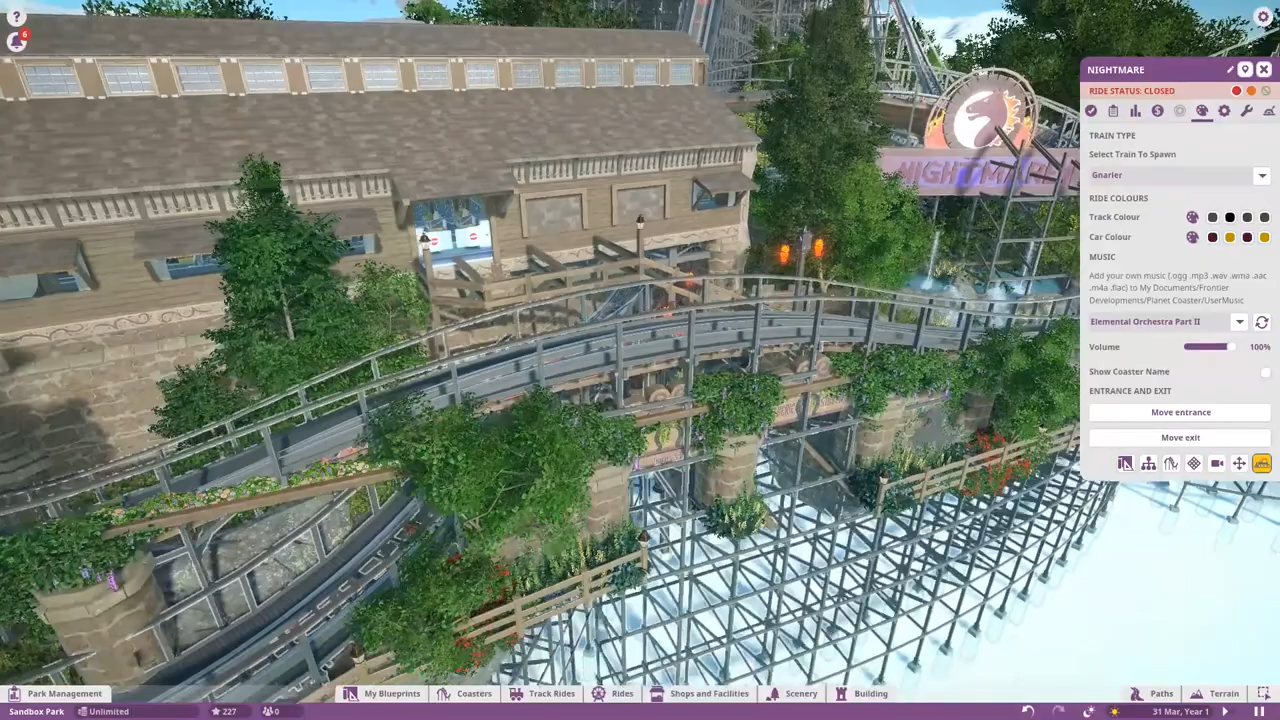 ?
6
NIGHTMARE
NIGHTMARE
RIDE STATUS: CLOSED
TRAIN TYPE
Select Train To Spawn
Gnarler
RIDE COLOURS
Track Colour
Car Colour
MUSIC
Add your own music (.ogg .mp3 .wav .wma .aac
.m4a .flac) to My Documents/Frontier
Developments/Planet Coaster/UserMusic
Elemental Orchestra Part II
Volume 100%
Show Coaster Name
ENTRANCE AND EXIT
Move entrance
Move exit
Park Management My Blueprints Coasters Track Rides Rides Shops and Facilities Scenery Building Paths Terrain
Sandbox Park Unlimited 227 0 31 Mar, Year 1